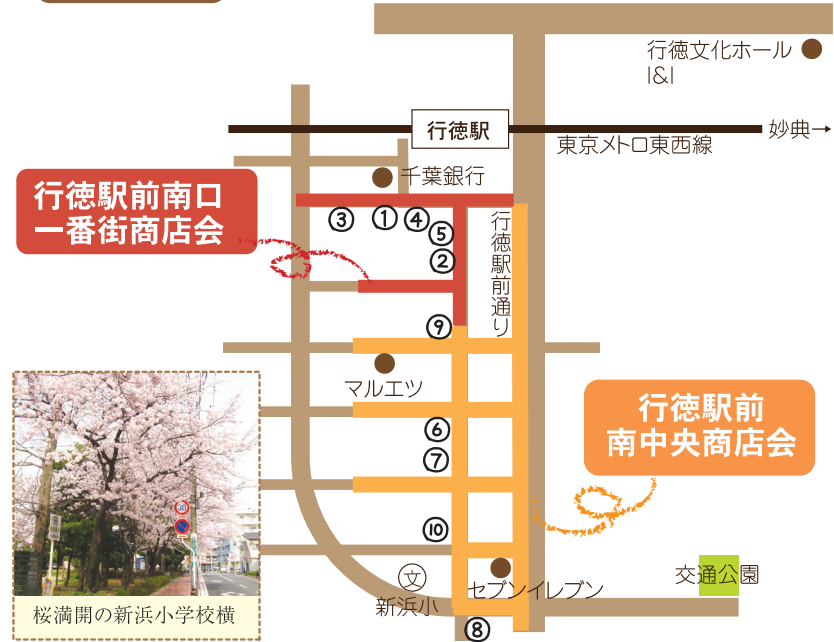 行徳文化ホール
I&I
行徳駅
東京メトロ東西線
妙典→
千葉銀行
行徳駅前南口
一番街商店会
③
①
④
⑤
②
行徳駅前通り
⑨
マルエツ
行徳駅前
南中央商店会
⑥
⑦
⑩
30
セブンイレブン
交通公園
文
新浜小
桜満開の新浜小学校横
⑧